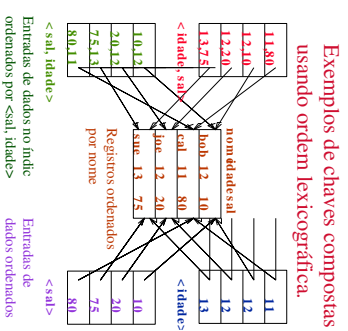 Exemplos de chaves compostas
usando ordem lexicográfica.
11,80
12,10
12,20
13,75
<idade, sal>
10,12
20,12
75,13
80,11
<sal, idade>
Entradas de dados no índic
ordenados por <sal, idade>
nome idade sal
bob 12 10
cal 11 80
joe 12 20
sue 13 75
Registros ordenados
por nome
11
12
12
13
<idade>
10
20
75
80
<sal>
Entradas de
dados ordenados